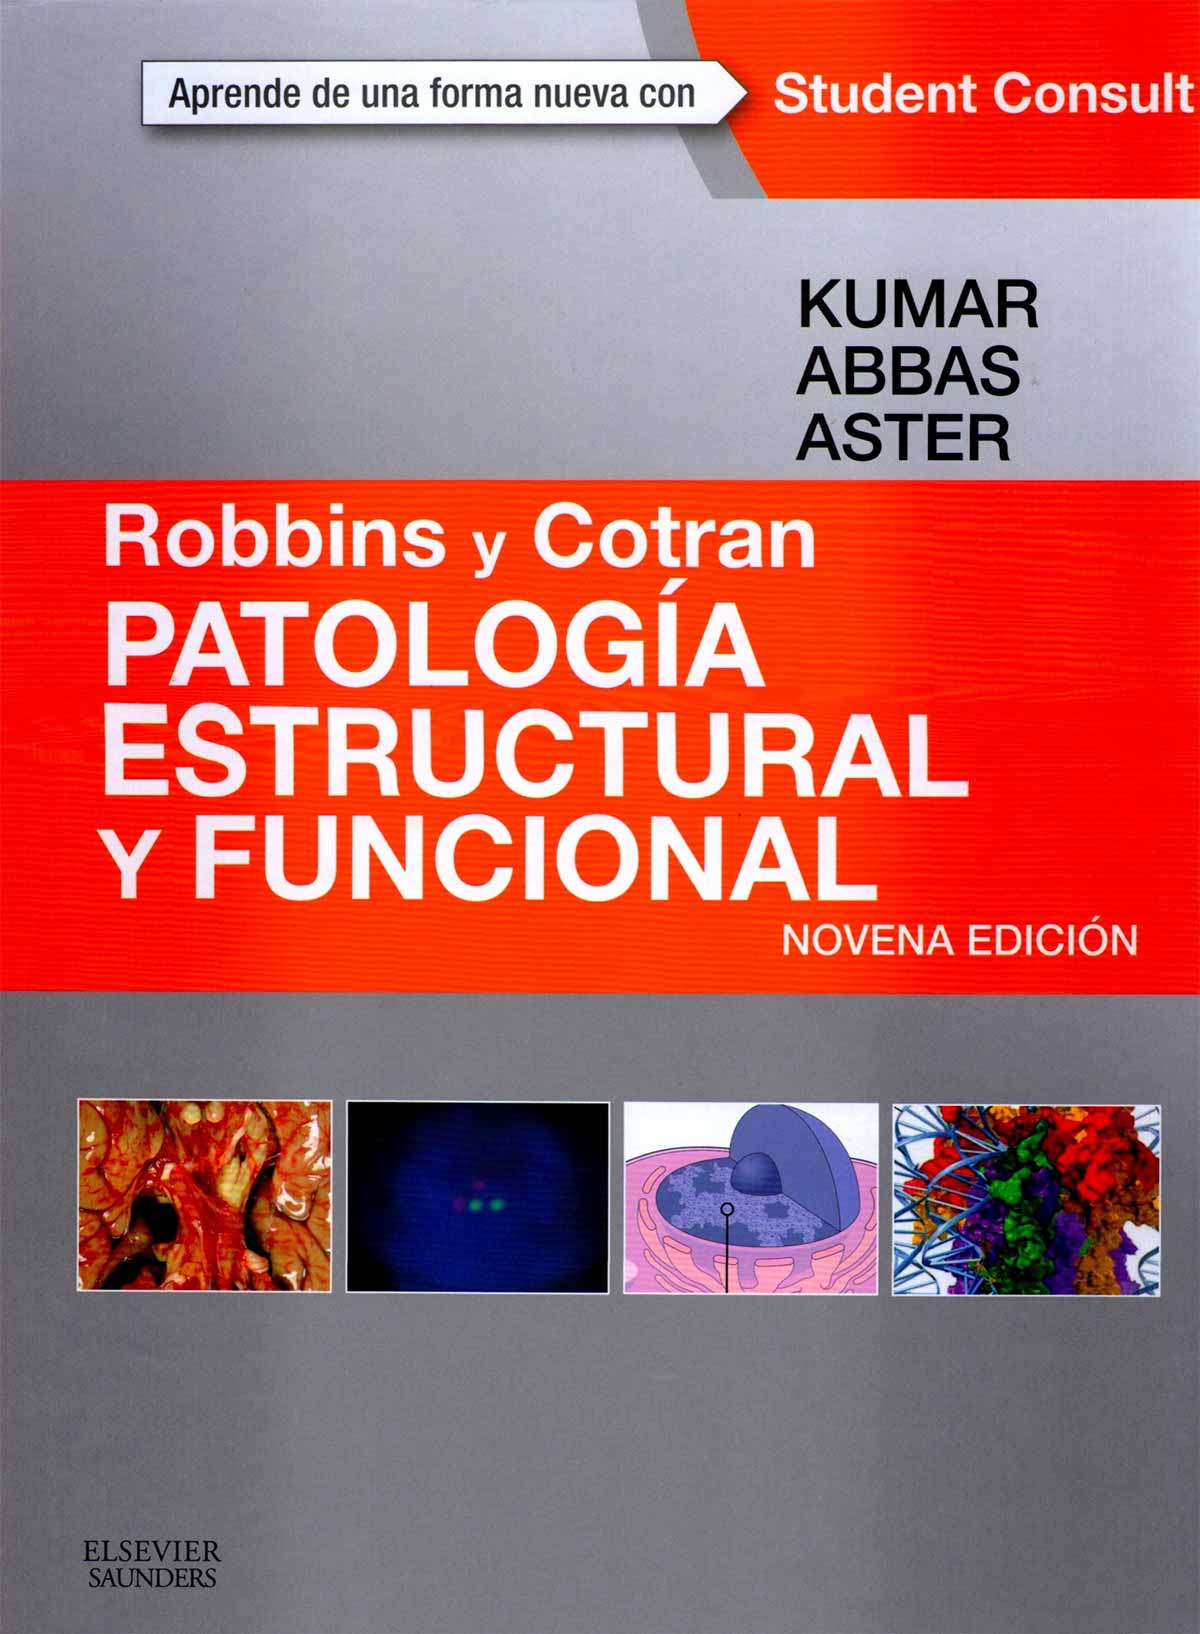 Aprende de una forma nueva con
Student Consult
KUMAR
ABBAS
ASTER
Robbins y Cotran
PATOLOGÍA
ESTRUCTURAL
Y FUNCIONAL
NOVENA EDICIÓN
ELSEVIER
SAUNDERS